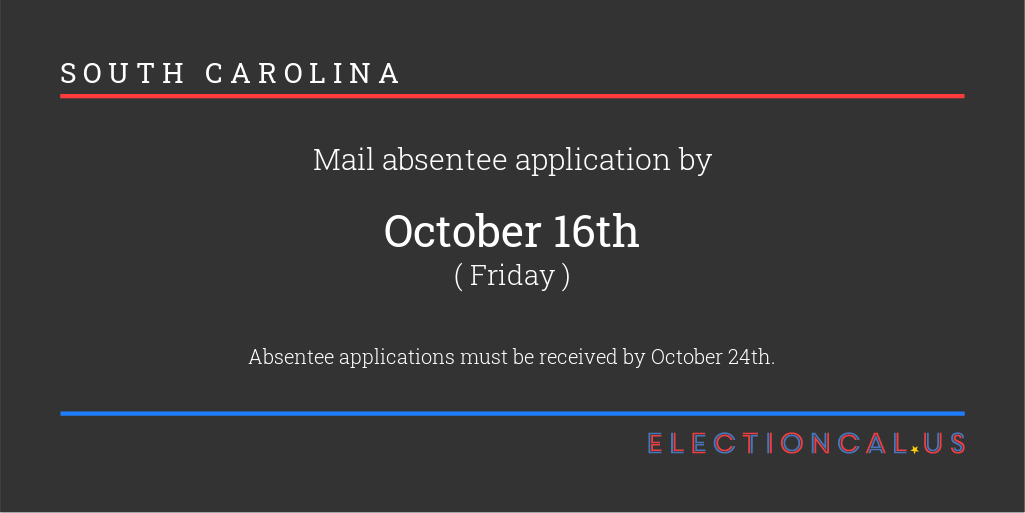 SOUTH CAROLINA
Mail absentee application by
October 16th
( Friday )
Absentee applications must be received by October 24th.
ELECTIONCAL.US